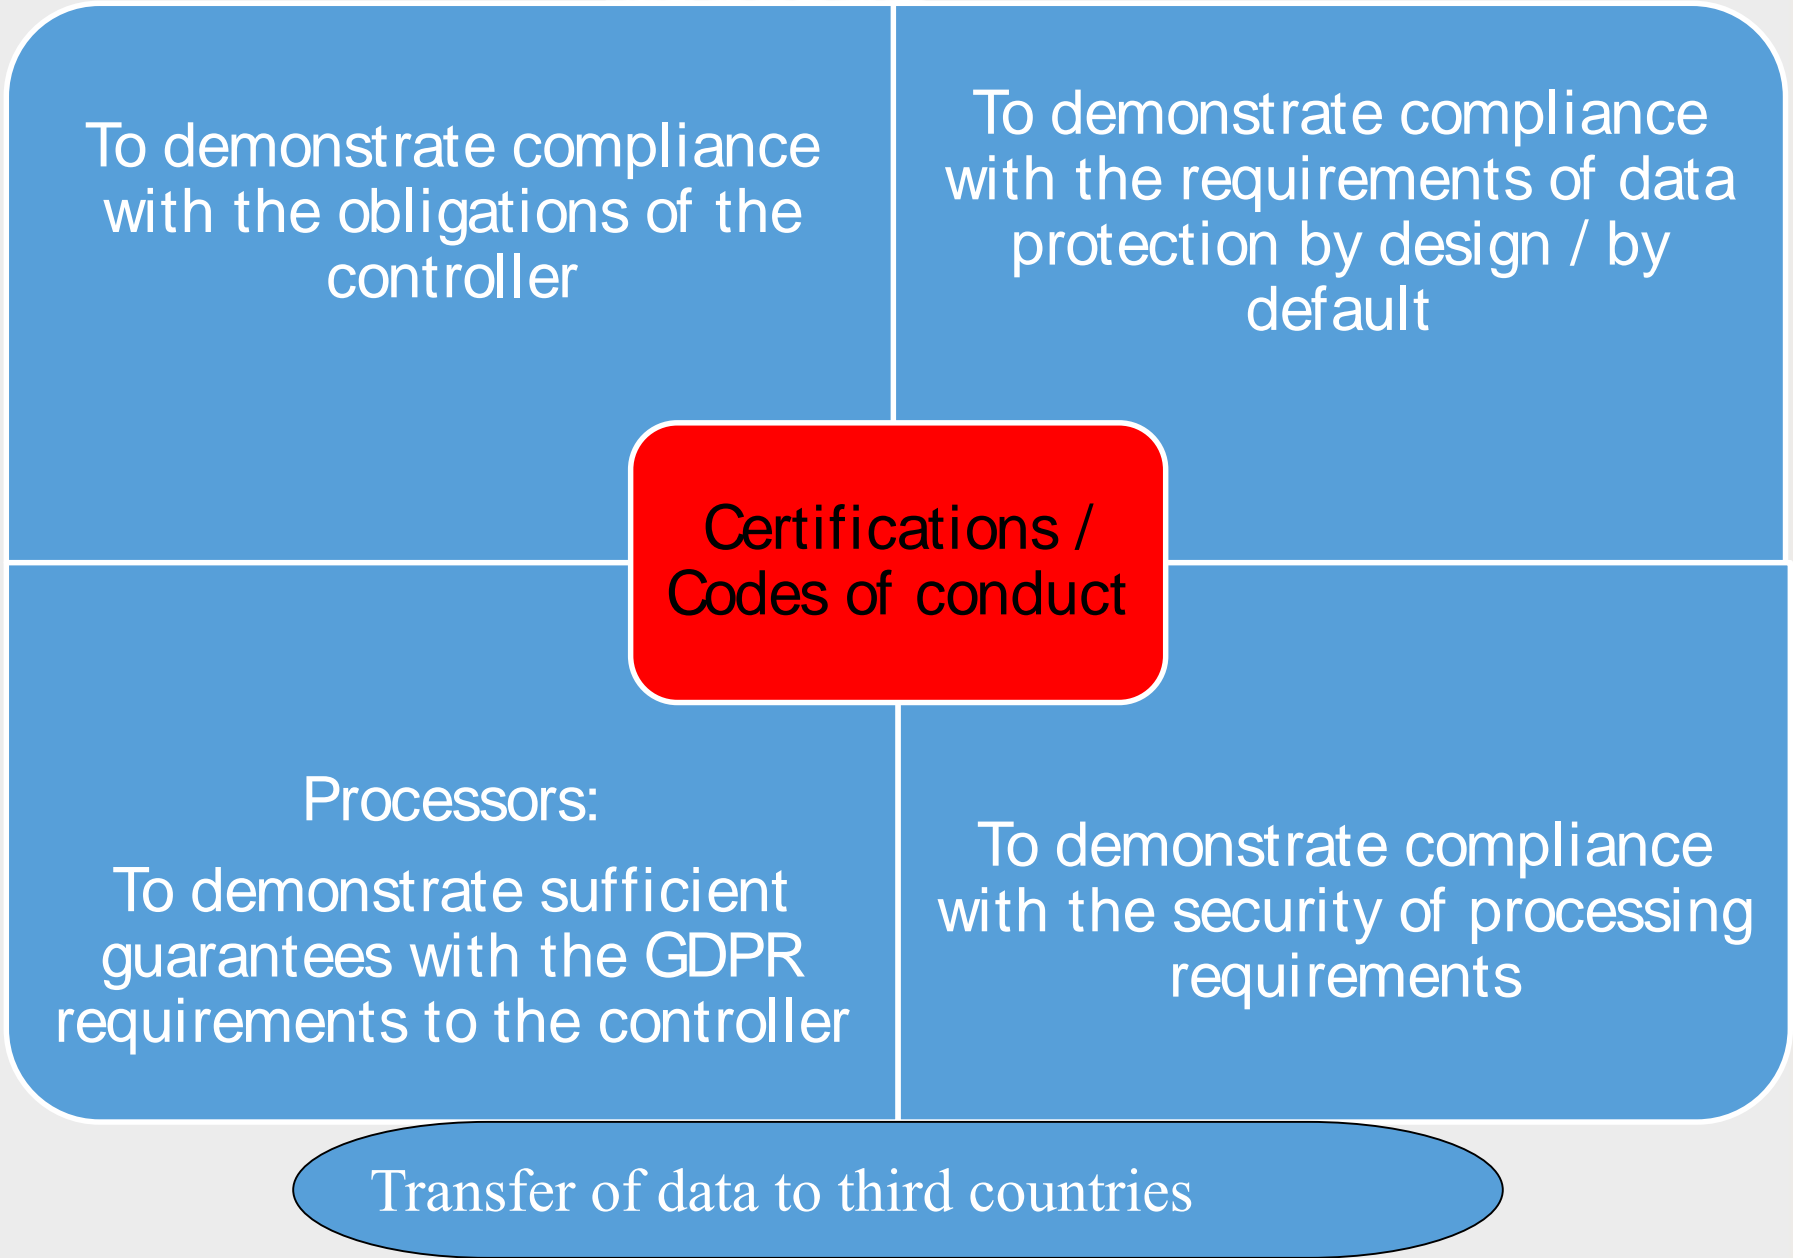 To demonstrate compliance
with the obligations of the
controller
To demonstrate compliance
with the requirements of data
protection by design / by
default
Certifications /
Codes of conduct
Processors:
To demonstrate sufficient
guarantees with the GDPR
requirements to the controller
To demonstrate compliance
with the security of processing
requirements
Transfer of data to third countries